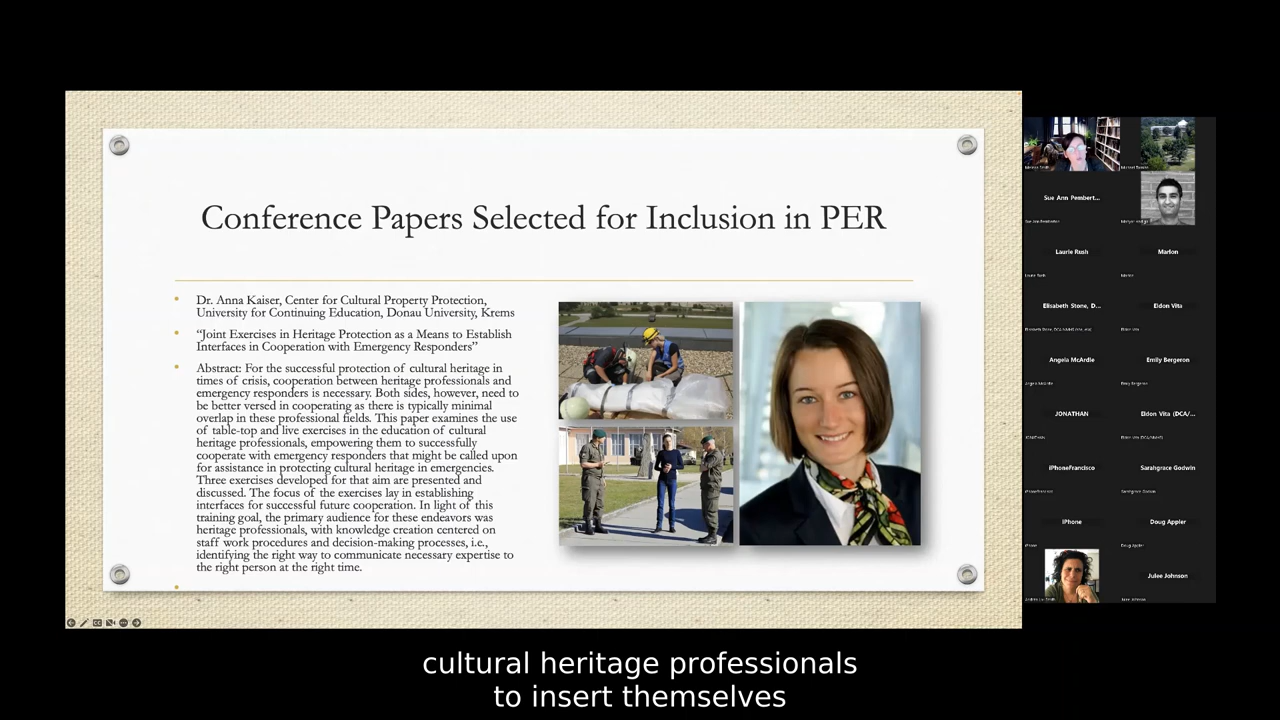 Conference Papers Selected for Inclusion in PER
Dr. Anna Kaiser, Center for Cultural Property Protection,
University for Continuing Education, Donau University, Krems
“Joint Exercises in Heritage Protection as a Means to Establish
Interfaces in Cooperation with Emergency Responders”
Abstract: For the successful protection of cultural heritage in
times of crisis, cooperation between heritage professionals and
emergency responders is necessary. Both sides, however, need to
be better versed in cooperating as there is typically minimal
overlap in these professional fields. This paper examines the use
of table-top and live exercises in the education of cultural
heritage professionals, empowering them to successfully
cooperate with emergency responders that might be called upon
for assistance in protecting cultural heritage in emergencies.
Three exercises developed for that aim are presented and
discussed. The focus of the exercises lay in establishing
interfaces for successful future cooperation. In light of this
training goal, the primary audience for these endeavors was
heritage professionals, with knowledge creation centered on
staff work procedures and decision-making processes, i.e.,
identifying the right way to communicate necessary expertise to
the right person at the right time.
Sue Ann Pembert...
Laurie Rush
Marlon
Elisabeth Stone, D...
Eldon Vita
Angela McArdle
Emily Bergeron
JONATHAN
Eldon Vita (DCA/...
iPhoneFrancisco
Sarahgrace Godwin
iPhone
Doug Appler
Julee Johnson
cultural heritage professionals
to insert themselves